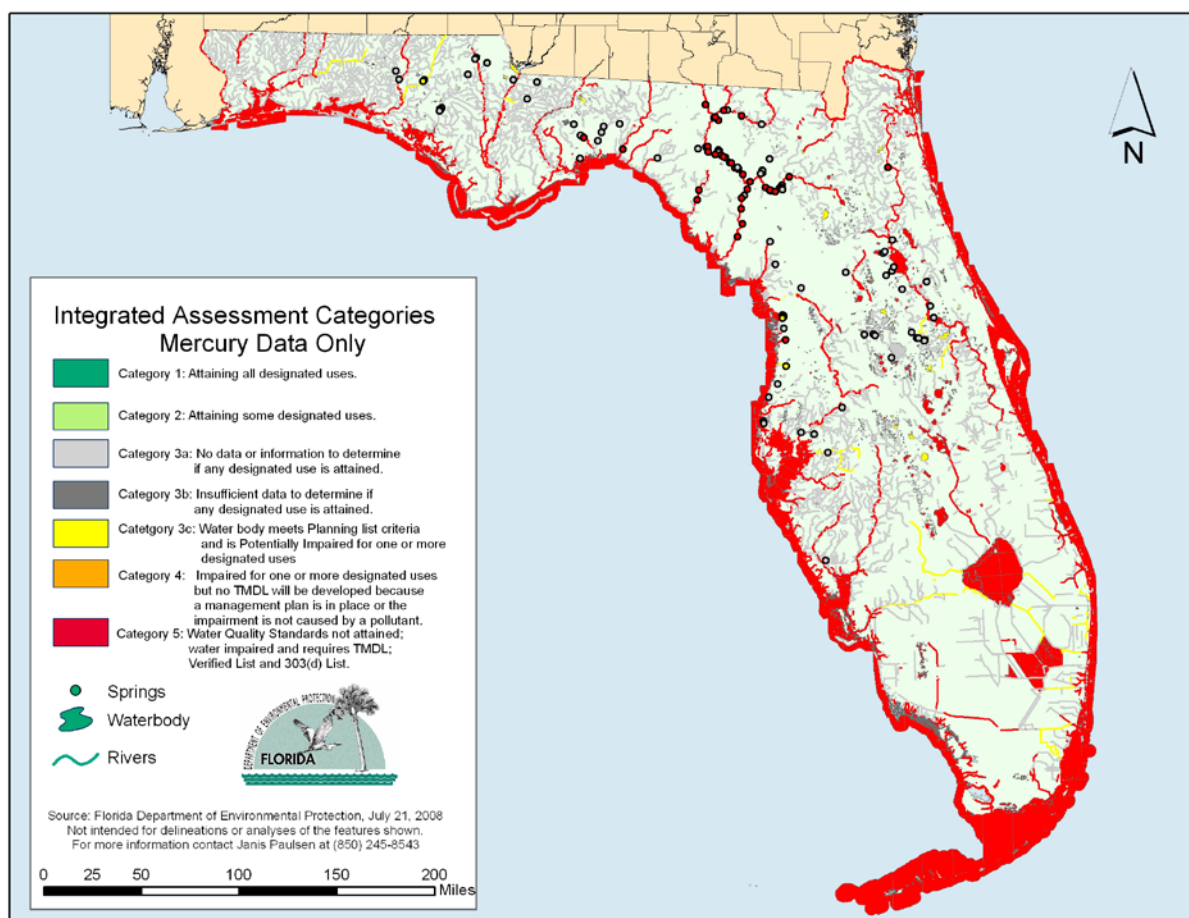 N
Integrated Assessment Categories
Mercury Data Only
Category 1: Attaining all designated uses.
Category 2: Attaining some designated uses.
Category 3a: No data or information to determine
if any designated use is attained.
Category 3b: Insufficient data to determine if
any designated use is attained.
Catetgory 3c: Water body meets Planning list criteria
and is Potentially Impaired for one or more
designated uses
Category 4: Impaired for one or more designated uses
but no TMDL will be developed because
a management plan is in place or the
impairment is not caused by a pollutant.
Category 5: Water Quality Standards not attained;
water impaired and requires TMDL;
Verified List and 303(d) List.
Springs
Waterbody
Rivers
DEPARTMENT OF ENVIRONMENTAL PROTECTION
FLORIDA
Source: Florida Department of Environmental Protection, July 21, 2008
Not intended for delineations or analyses of the features shown.
For more information contact Janis Paulsen at (850) 245-8543
0 25 50 100 150 200
Miles